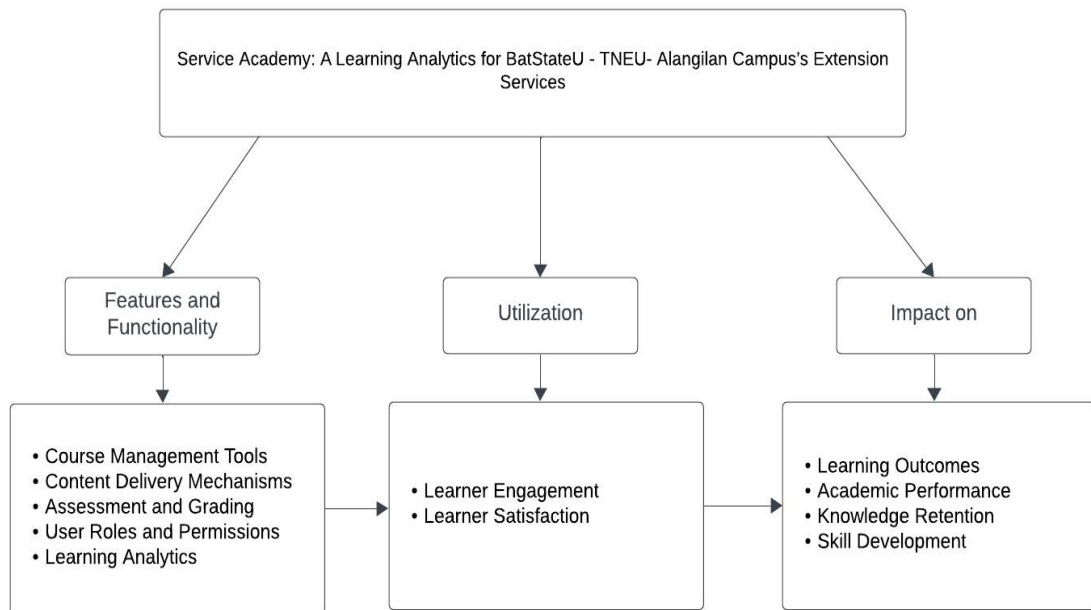 Service Academy: A Learning Analytics for BatStateU - TNEU- Alangilan Campus's Extension
Services
Features and
Functionality
Utilization
Impact on
• Course Management Tools
• Content Delivery Mechanisms
• Assessment and Grading
• User Roles and Permissions
• Learning Analytics
• Learner Engagement
• Learner Satisfaction
• Learning Outcomes
• Academic Performance
• Knowledge Retention
• Skill Development